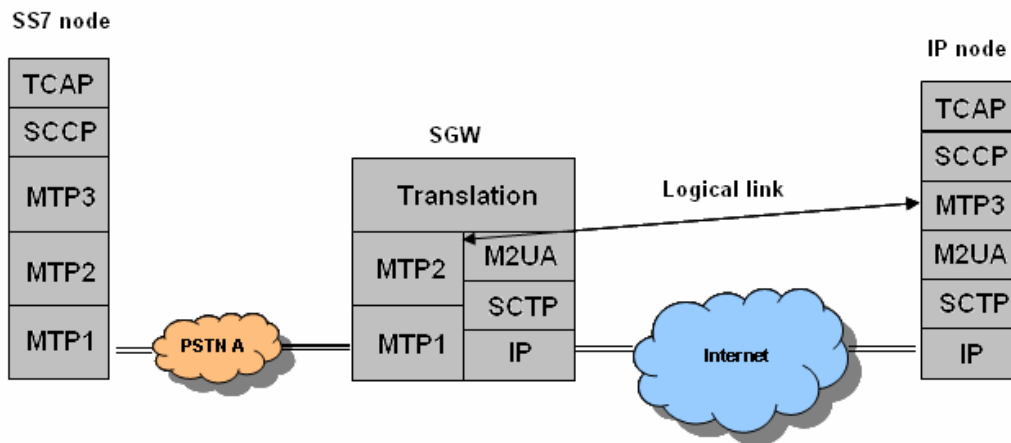 SS7 node
TCAP
SCCP
MTP3
MTP2
MTP1
PSTN A
SGW
Translation
MTP2
MTP1
M2UA
SCTP
IP
Logical link
Internet
IP node
TCAP
SCCP
MTP3
M2UA
SCTP
IP